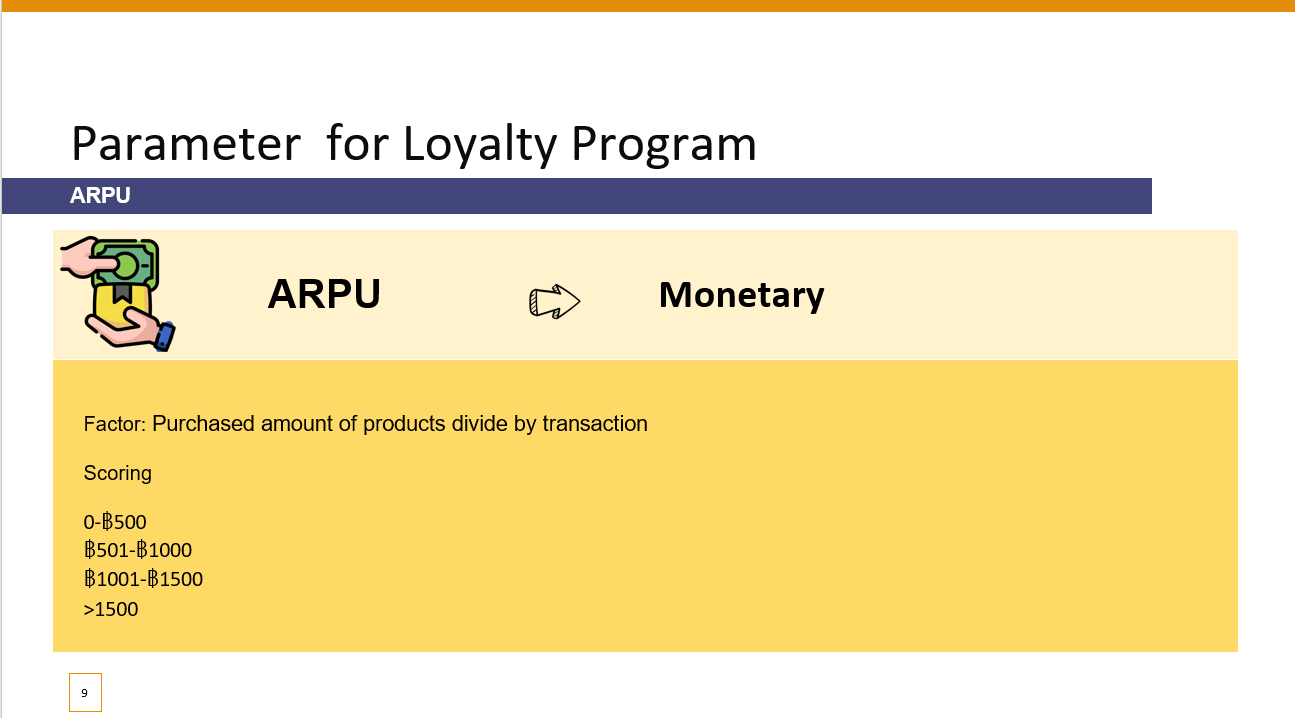 Parameter  for Loyalty Program
ARPU
ARPU
Monetary
Factor: Purchased amount of products divide by transaction
Scoring
0-฿500
฿501-฿1000
฿1001-฿1500
>1500
9